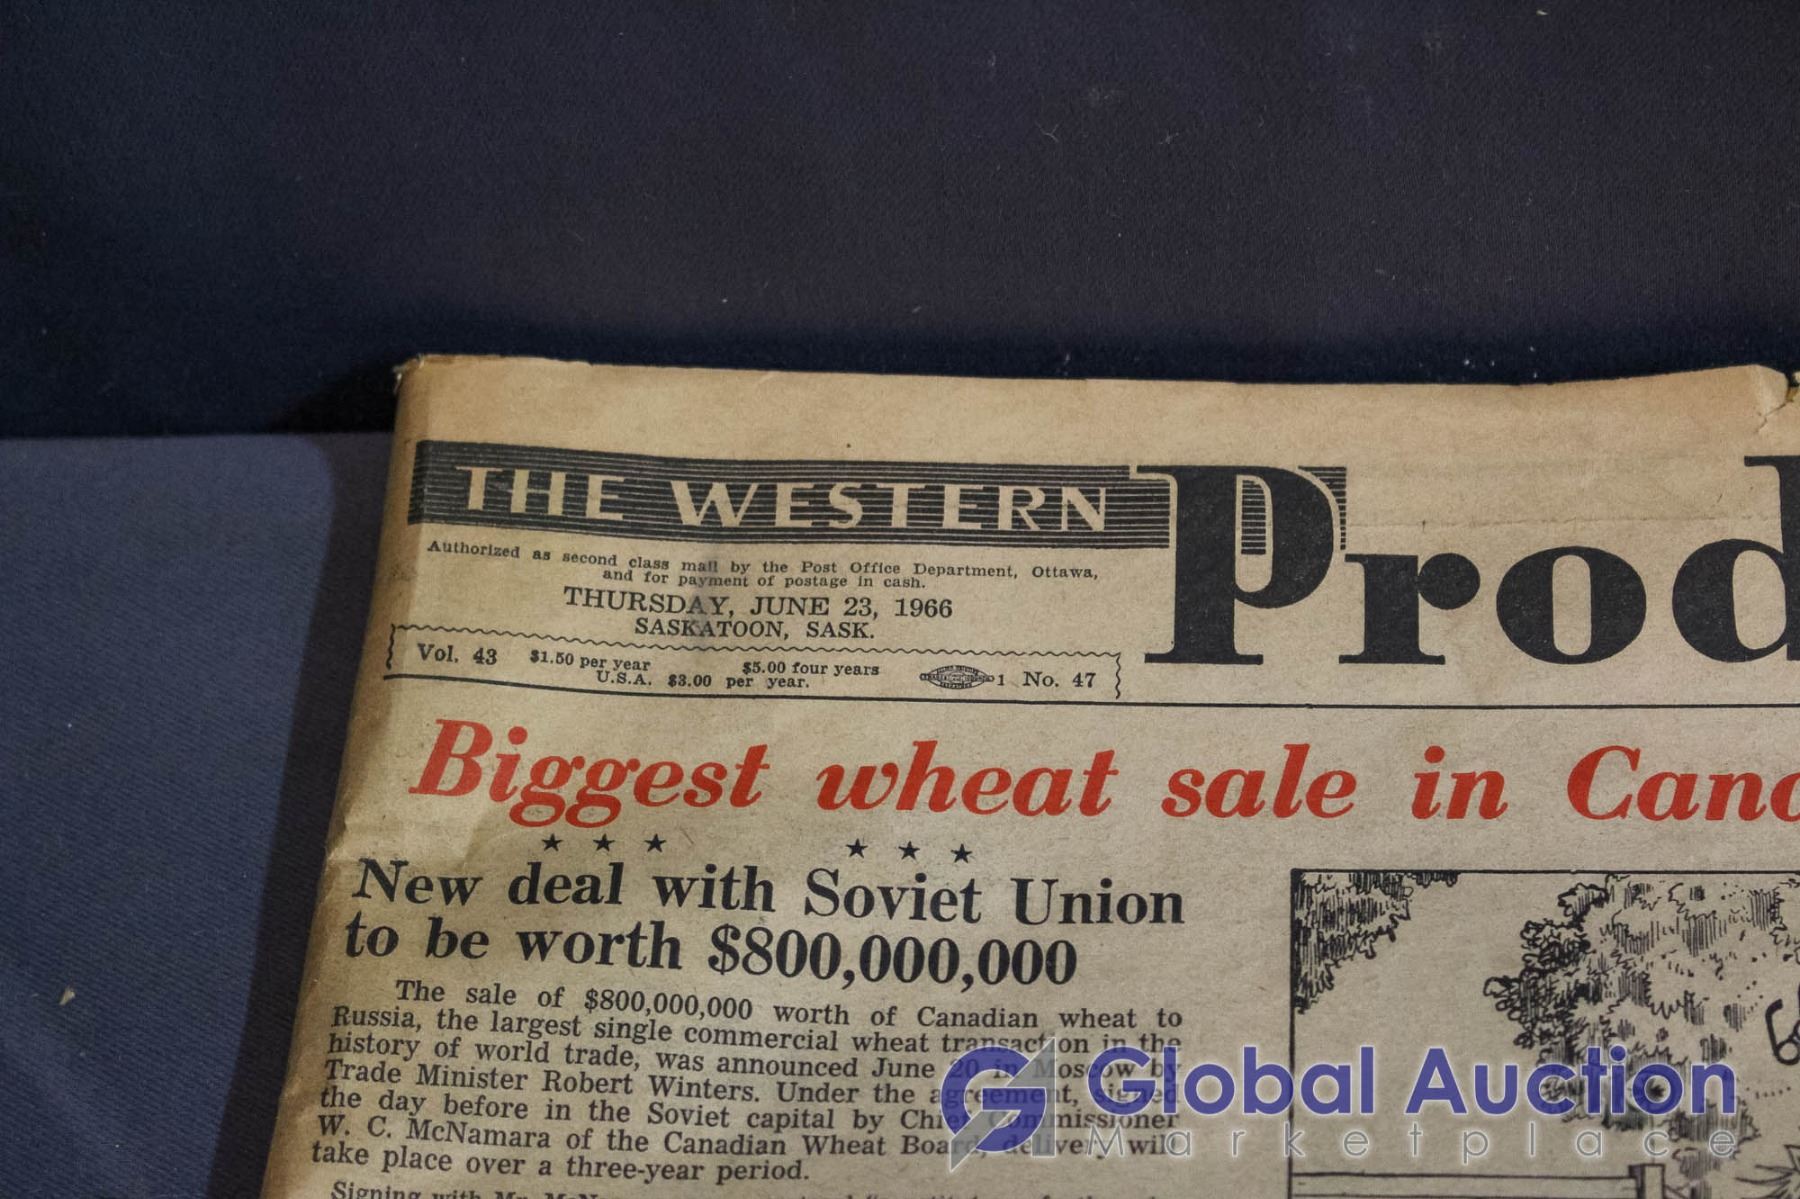 THE WESTERN Prod
Authorized as second class mail by the Post Office Department, Ottawa,
and for payment of postage in cash.
THURSDAY, JUNE 23, 1966
SASKATOON, SASK.
Vol. 43 $1.50 per year $5.00 four years 1 No. 47
U.S.A. $3.00 per year.
Biggest wheat sale in Cana
★ ★ ★ ★ ★ ★
New deal with Soviet Union
to be worth $800,000,000
The sale of $800,000,000 worth of Canadian wheat to
Russia, the largest single commercial wheat transaction in the
history of world trade, was announced June 20 in Moscow by
Trade Minister Robert Winters. Under the agreement, signed
the day before in the Soviet capital by Chief Commissioner
W. C. McNamara of the Canadian Wheat Board, delivery will
take place over a three-year period.
Signing with Mr.
Global Auction
Marketplace